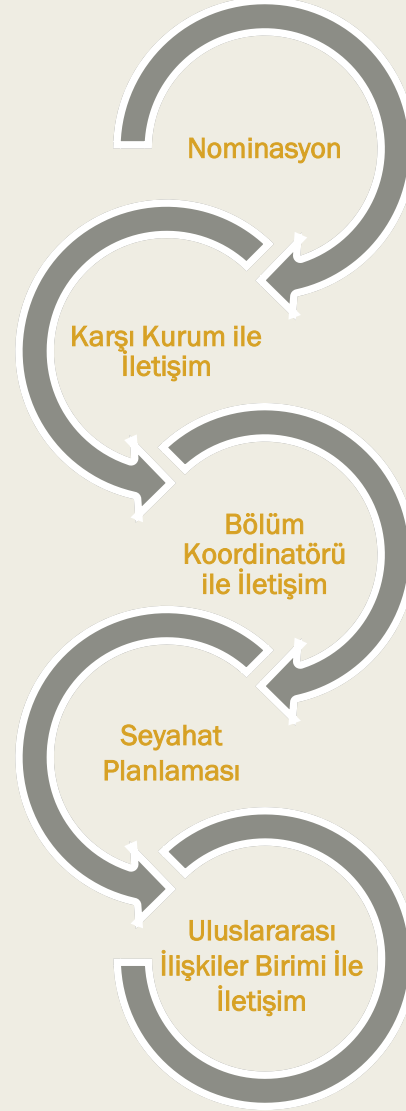 Nominasyon
Karşı Kurum ile
İletişim
Bölüm
Koordinatörü
ile İletişim
Seyahat
Planlaması
Uluslararası
İlişkiler Birimi İle
İletişim